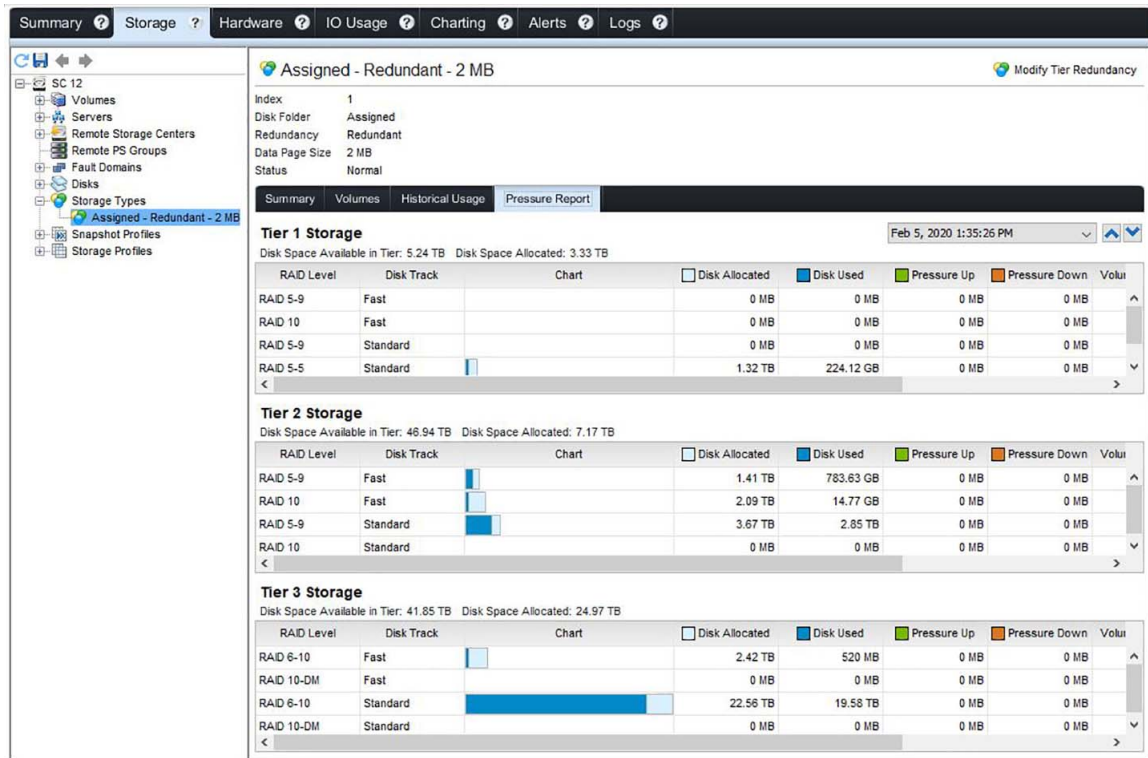 Summary ? Storage ? Hardware ? IO Usage ? Charting ? Alerts ? Logs ?
SC 12
Volumes
Servers
Remote Storage Centers
Remote PS Groups
Fault Domains
Disks
Storage Types
Assigned - Redundant - 2 MB
Snapshot Profiles
Storage Profiles
Assigned - Redundant - 2 MB
Modify Tier Redundancy
Index 1
Disk Folder Assigned
Redundancy Redundant
Data Page Size 2 MB
Status Normal
Summary Volumes Historical Usage Pressure Report
Tier 1 Storage
Feb 5, 2020 1:35:26 PM
Disk Space Available in Tier: 5.24 TB Disk Space Allocated: 3.33 TB
RAID Level Disk Track Chart Disk Allocated Disk Used Pressure Up Pressure Down Volu
RAID 5-9 Fast 0 MB 0 MB 0 MB 0 MB
RAID 10 Fast 0 MB 0 MB 0 MB 0 MB
RAID 5-9 Standard 0 MB 0 MB 0 MB 0 MB
RAID 5-5 Standard 1.32 TB 224.12 GB 0 MB 0 MB
Tier 2 Storage
Disk Space Available in Tier: 46.94 TB Disk Space Allocated: 7.17 TB
RAID Level Disk Track Chart Disk Allocated Disk Used Pressure Up Pressure Down Volu
RAID 5-9 Fast 1.41 TB 783.63 GB 0 MB 0 MB
RAID 10 Fast 2.09 TB 14.77 GB 0 MB 0 MB
RAID 5-9 Standard 3.67 TB 2.85 TB 0 MB 0 MB
RAID 10 Standard 0 MB 0 MB 0 MB 0 MB
Tier 3 Storage
Disk Space Available in Tier: 41.85 TB Disk Space Allocated: 24.97 TB
RAID Level Disk Track Chart Disk Allocated Disk Used Pressure Up Pressure Down Volu
RAID 6-10 Fast 2.42 TB 520 MB 0 MB 0 MB
RAID 10-DM Fast 0 MB 0 MB 0 MB 0 MB
RAID 6-10 Standard 22.56 TB 19.58 TB 0 MB 0 MB
RAID 10-DM Standard 0 MB 0 MB 0 MB 0 MB